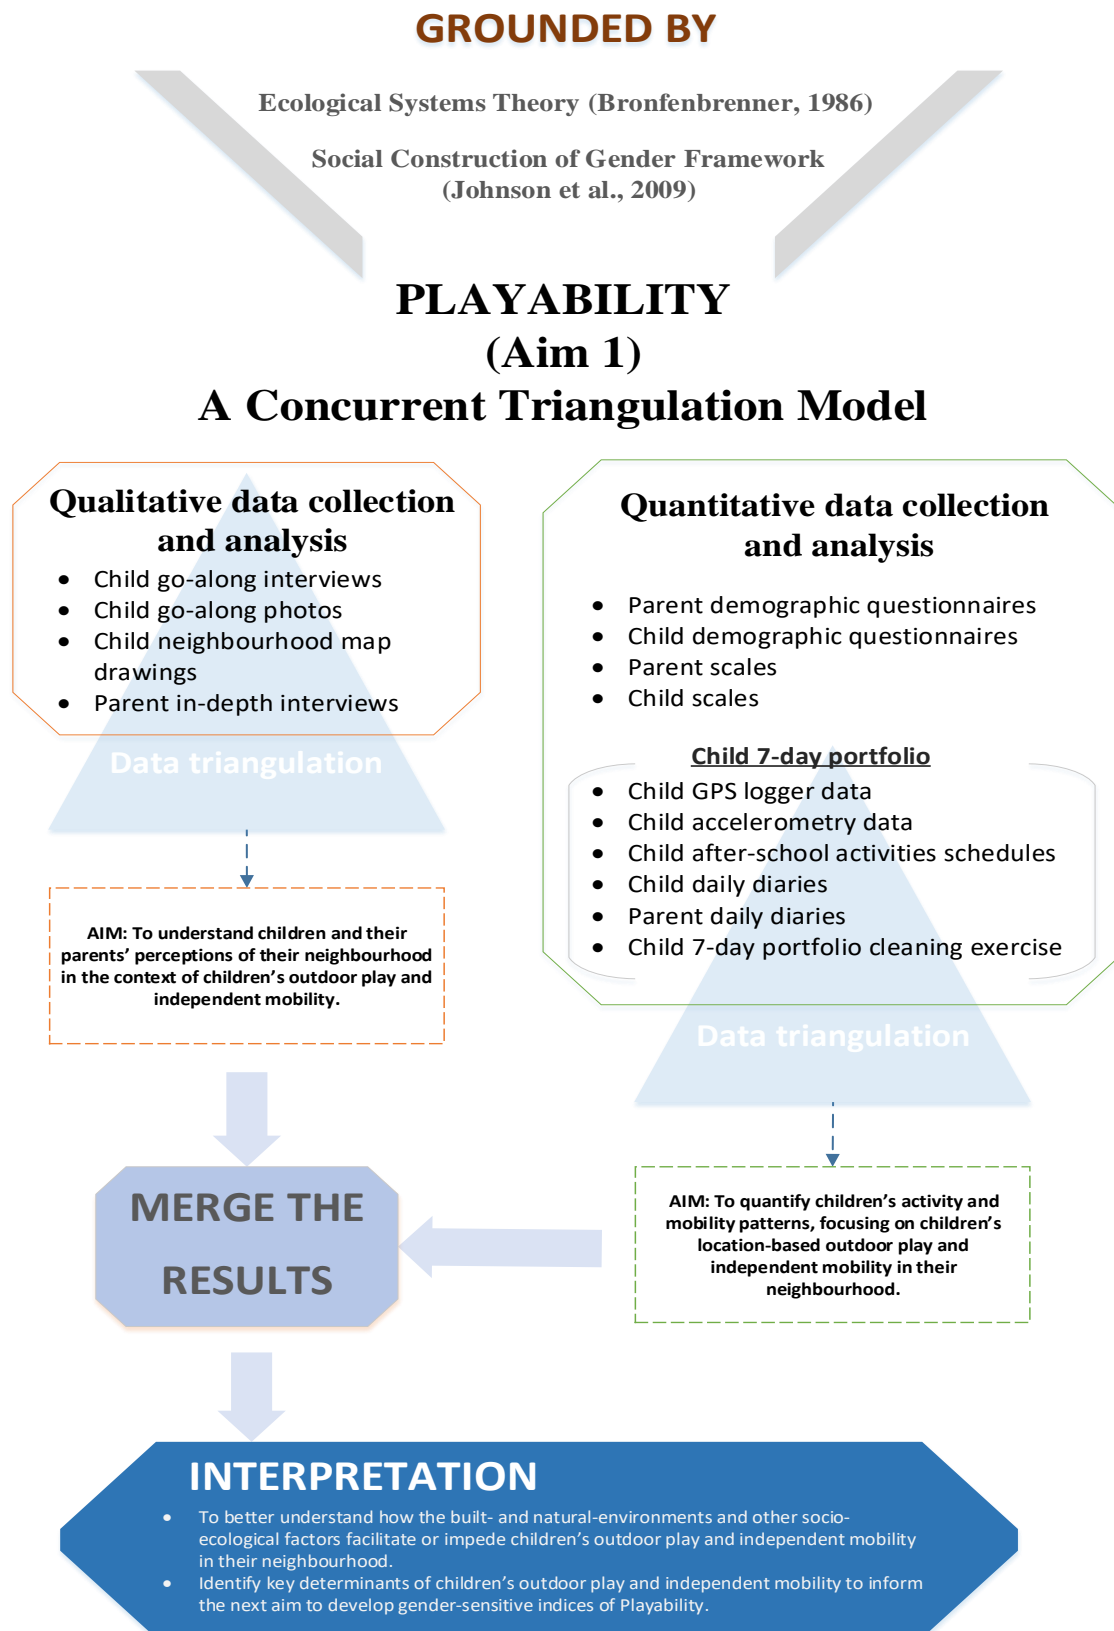 GROUNDED BY
Ecological Systems Theory (Bronfenbrenner, 1986)
Social Construction of Gender Framework
(Johnson et al., 2009)
PLAYABILITY
(Aim 1)
A Concurrent Triangulation Model
Qualitative data collection
and analysis
• Child go-along interviews
• Child go-along photos
• Child neighbourhood map
drawings
• Parent in-depth interviews
Data triangulation
AIM: To understand children and their
parents’ perceptions of their neighbourhood
in the context of children’s outdoor play and
independent mobility.
Quantitative data collection
and analysis
• Parent demographic questionnaires
• Child demographic questionnaires
• Parent scales
• Child scales
Child 7-day portfolio
• Child GPS logger data
• Child accelerometry data
• Child after-school activities schedules
• Child daily diaries
• Parent daily diaries
• Child 7-day portfolio cleaning exercise
Data triangulation
AIM: To quantify children’s activity and
mobility patterns, focusing on children’s
location-based outdoor play and
independent mobility in their
neighbourhood.
MERGE THE
RESULTS
INTERPRETATION
• To better understand how the built- and natural-environments and other socio-
ecological factors facilitate or impede children’s outdoor play and independent mobility
in their neighbourhood.
• Identify key determinants of children’s outdoor play and independent mobility to inform
the next aim to develop gender-sensitive indices of Playability.